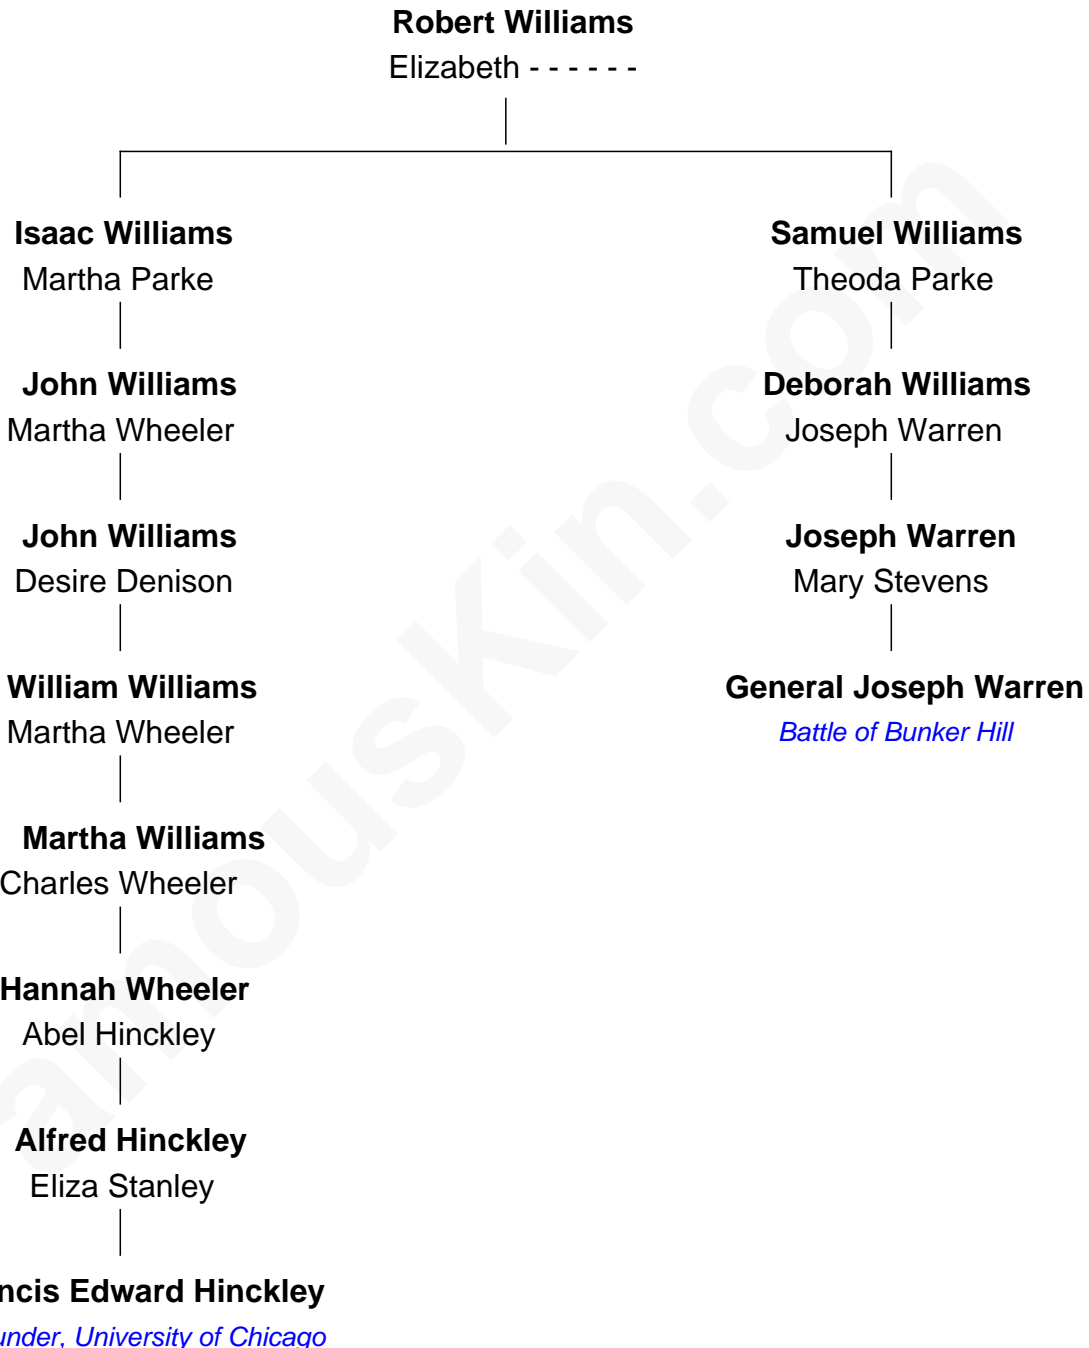 Robert Williams
Elizabeth - - - - - -
Isaac Williams
Martha Parke
John Williams
Martha Wheeler
John Williams
Desire Denison
William Williams
Martha Wheeler
Martha Williams
Charles Wheeler
Hannah Wheeler
Abel Hinckley
Alfred Hinckley
Eliza Stanley
ncis Edward Hinckley
under, University of Chicago
Samuel Williams
Theoda Parke
Deborah Williams
Joseph Warren
Joseph Warren
Mary Stevens
General Joseph Warren
Battle of Bunker Hill
amouskin.com